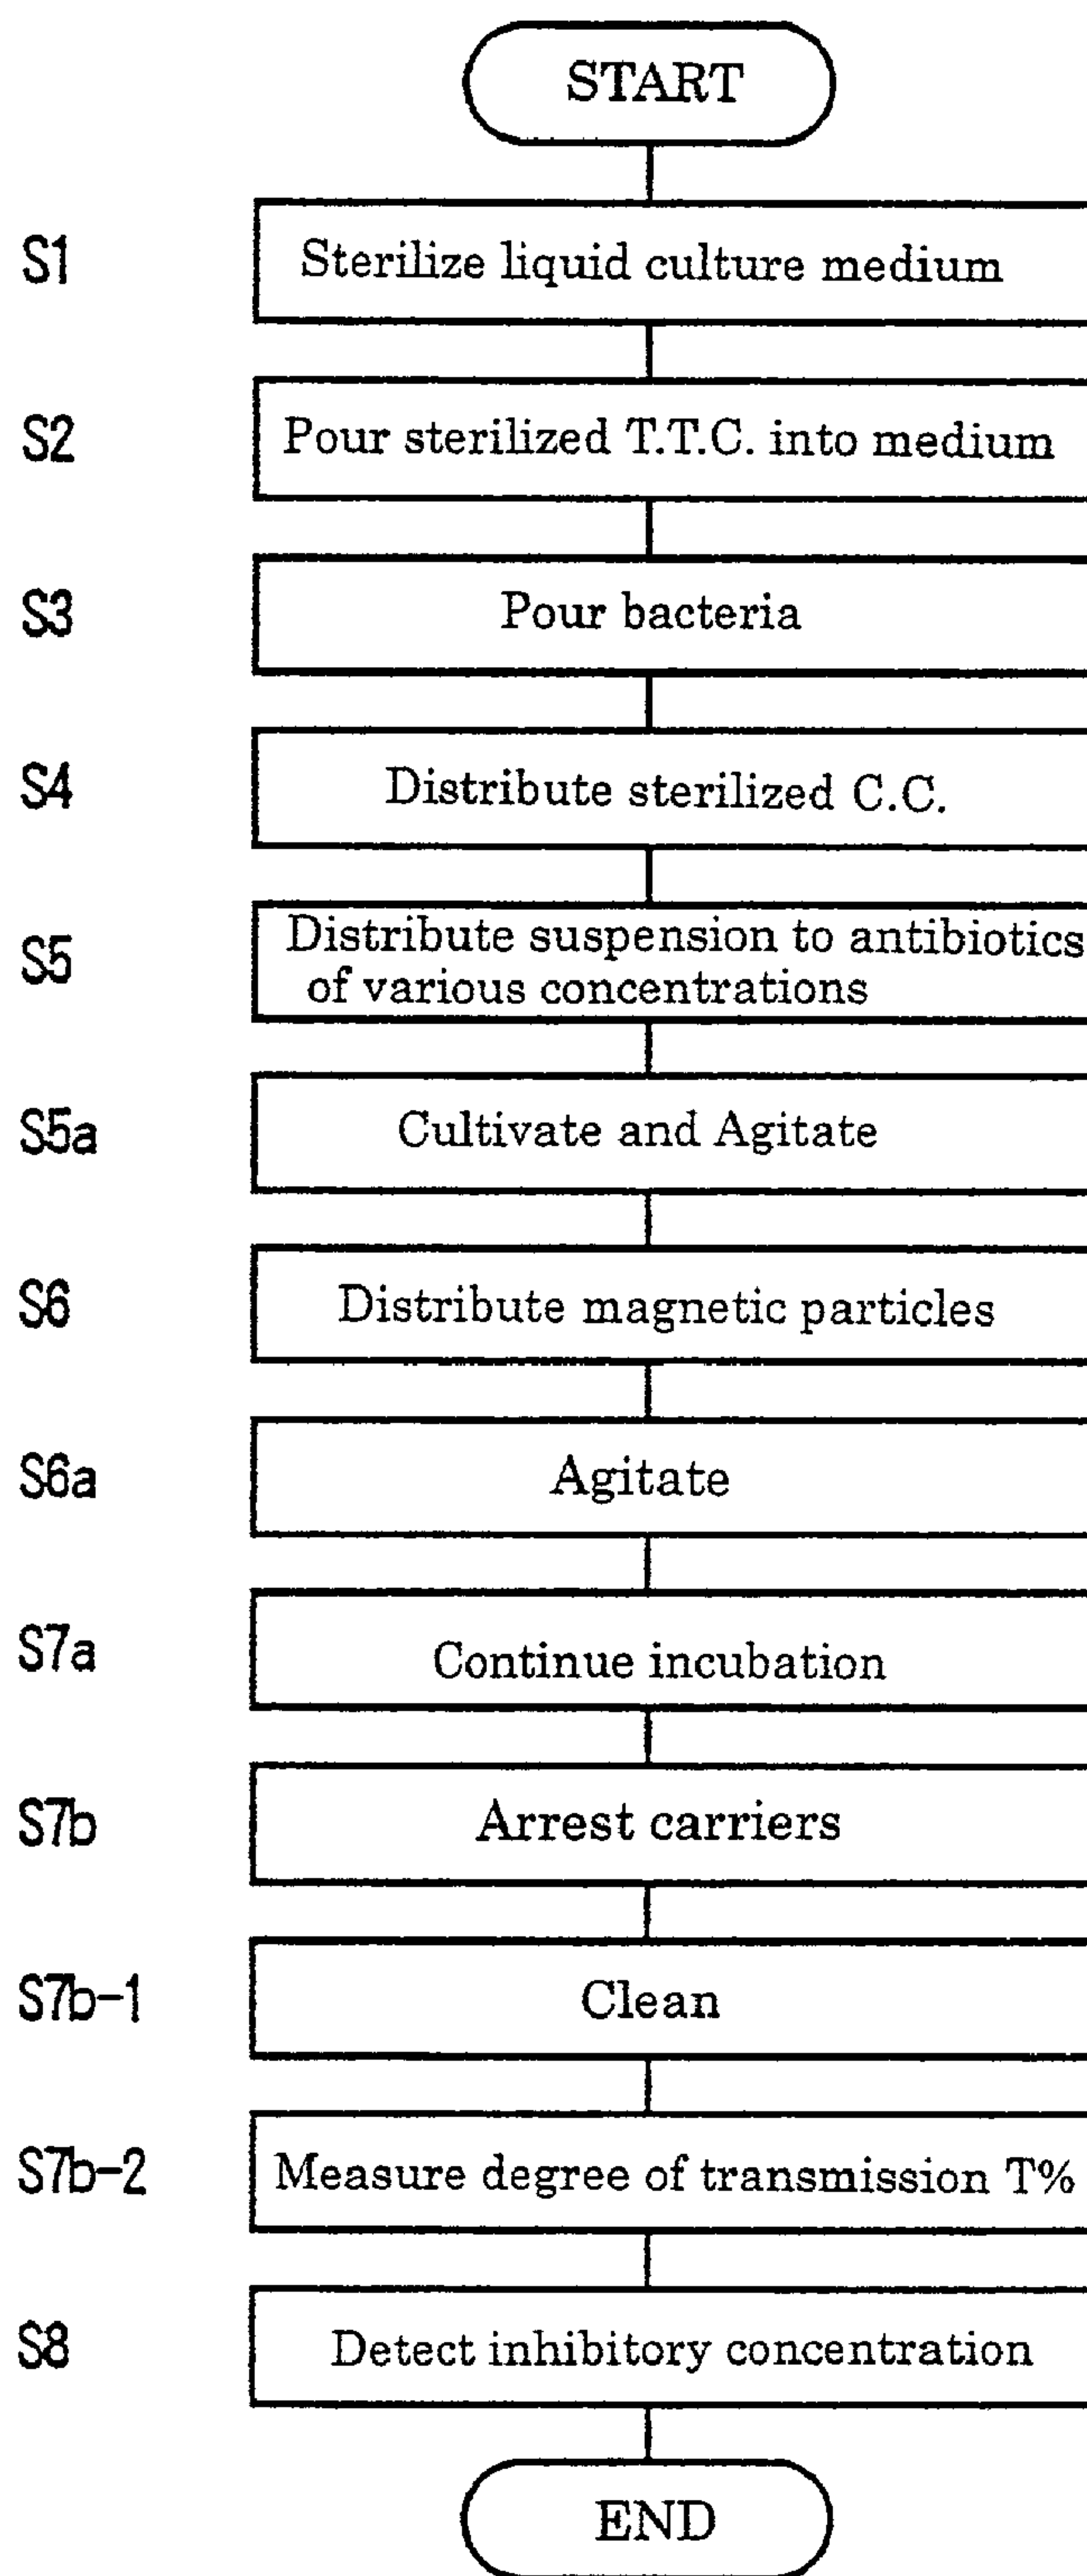 START
S1 Sterilize liquid culture medium
S2 Pour sterilized T.T.C. into medium
S3 Pour bacteria
S4 Distribute sterilized C.C.
S5 Distribute suspension to antibiotics
of various concentrations
S5a Cultivate and Agitate
S6 Distribute magnetic particles
S6a Agitate
S7a Continue incubation
S7b Arrest carriers
S7b-1 Clean
S7b-2 Measure degree of transmission T%
S8 Detect inhibitory concentration
END